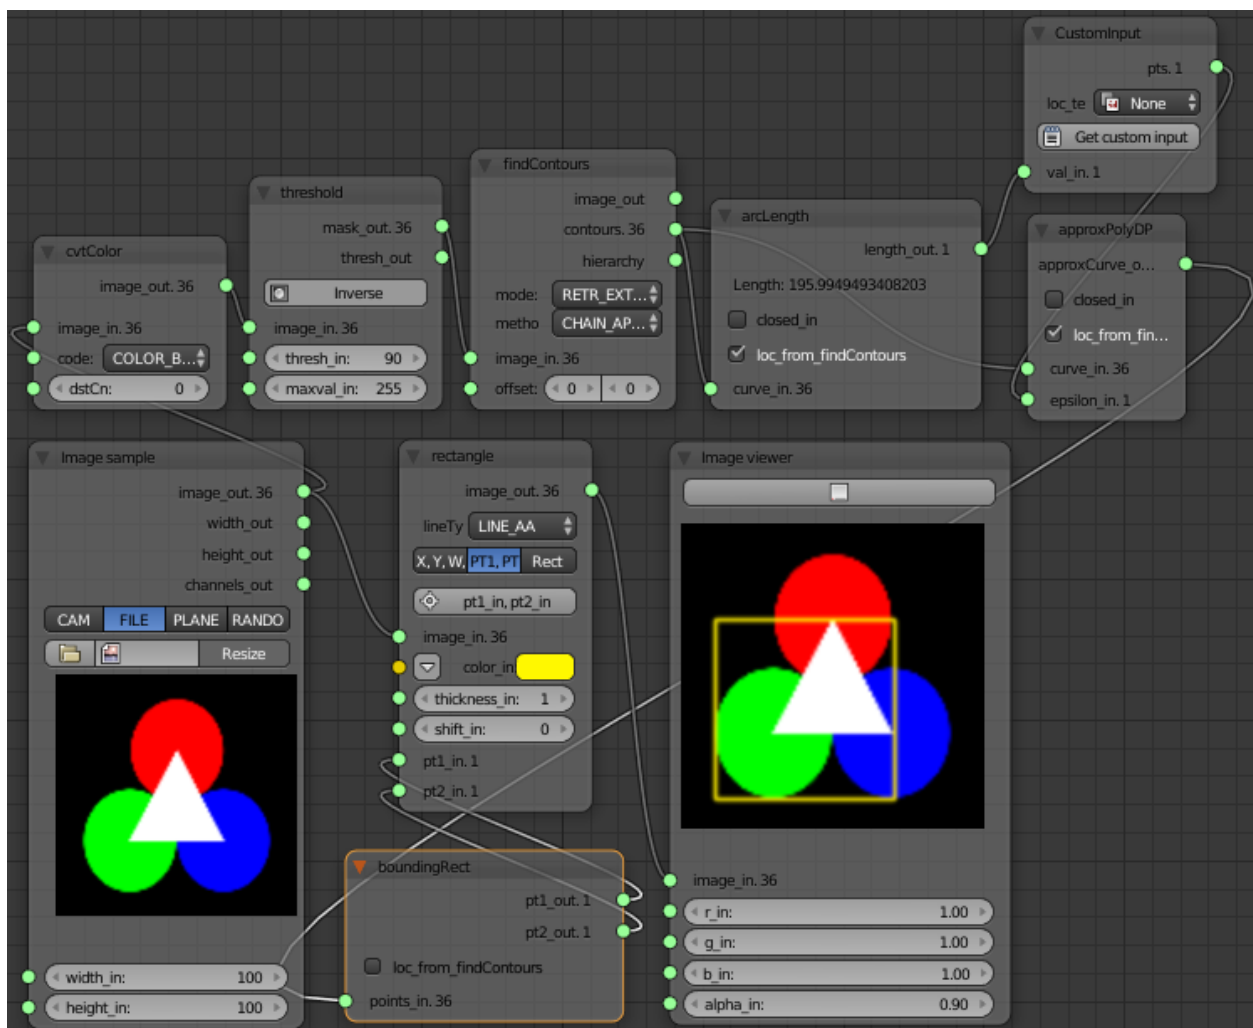 CustomInput
pts. 1
loc_te None
Get custom input
val_in. 1
findContours
image_out
contours. 36
hierarchy
mode: RETR_EXT...
metho CHAIN_AP...
image_in. 36
offset: 0 0
threshold
mask_out. 36
thresh_out
Inverse
image_in. 36
thresh_in: 90
maxval_in: 255
arcLength
length_out. 1
Length: 195.9949493408203
closed_in
loc_from_findContours
curve_in. 36
approxPolyDP
approxCurve_o...
closed_in
loc_from_fin...
curve_in. 36
epsilon_in. 1
cvtColor
image_out. 36
image_in. 36
code: COLOR_B...
dstCn: 0
Image sample
image_out. 36
width_out
height_out
channels_out
CAM FILE PLANE RANDO
Resize
width_in: 100
height_in: 100
rectangle
image_out. 36
lineTy LINE_AA
X, Y, W, PT1, PT Rect
pt1_in, pt2_in
image_in. 36
color_in
thickness_in: 1
shift_in: 0
pt1_in. 1
pt2_in. 1
boundingRect
pt1_out. 1
pt2_out. 1
loc_from_findContours
points_in. 36
Image viewer
image_in. 36
r_in: 1.00
g_in: 1.00
b_in: 1.00
alpha_in: 0.90